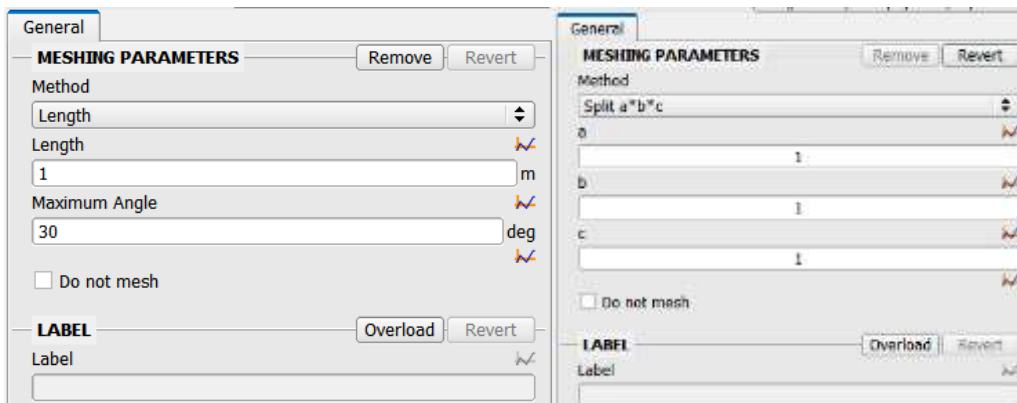 General
MESHING PARAMETERS Remove Revert
Method
Length
Length
1 m
Maximum Angle
30 deg
Do not mesh
LABEL Overload Revert
Label
General
MESHING PARAMETERS Remove Revert
Method
Split a*b*c
a
1
b
1
c
1
Do not mesh
LABEL Overload Revert
Label